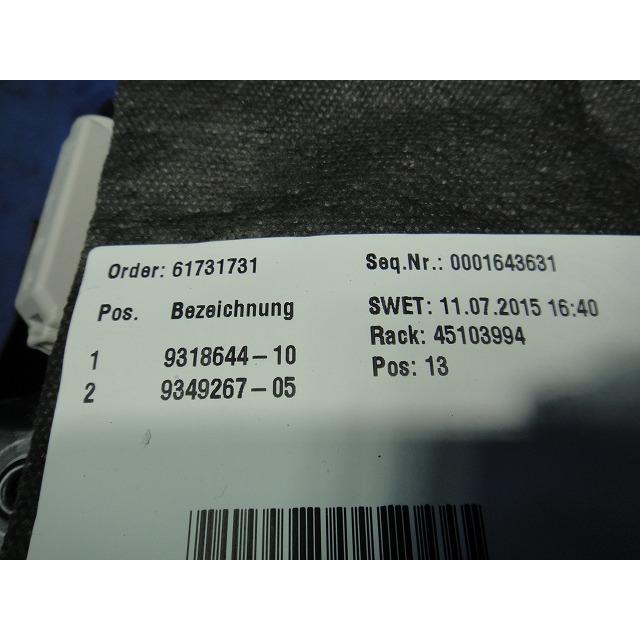 Order: 61731731 Seq.Nr.: 0001643631
Pos. Bezeichnung SWET: 11.07.2015 16:40
Rack: 45103994
1 9318644-10 Pos: 13
2 9349267-05